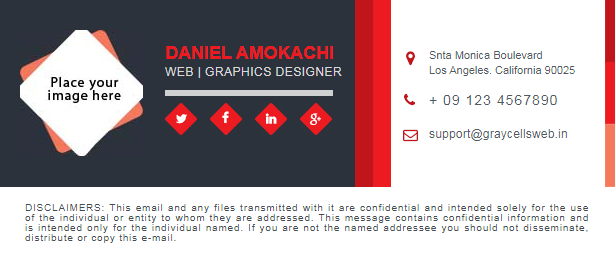 Place your
image here
DANIEL AMOKACHI
WEB | GRAPHICS DESIGNER
Snta Monica Boulevard
Los Angeles. California 90025
+ 09 123 4567890
support@graycellsweb.in
DISCLAIMERS: This email and any files transmitted with it are confidential and intended solely for the use
of the individual or entity to whom they are addressed. This message contains confidential information and
is intended only for the individual named. If you are not the named addressee you should not disseminate,
distribute or copy this e-mail.